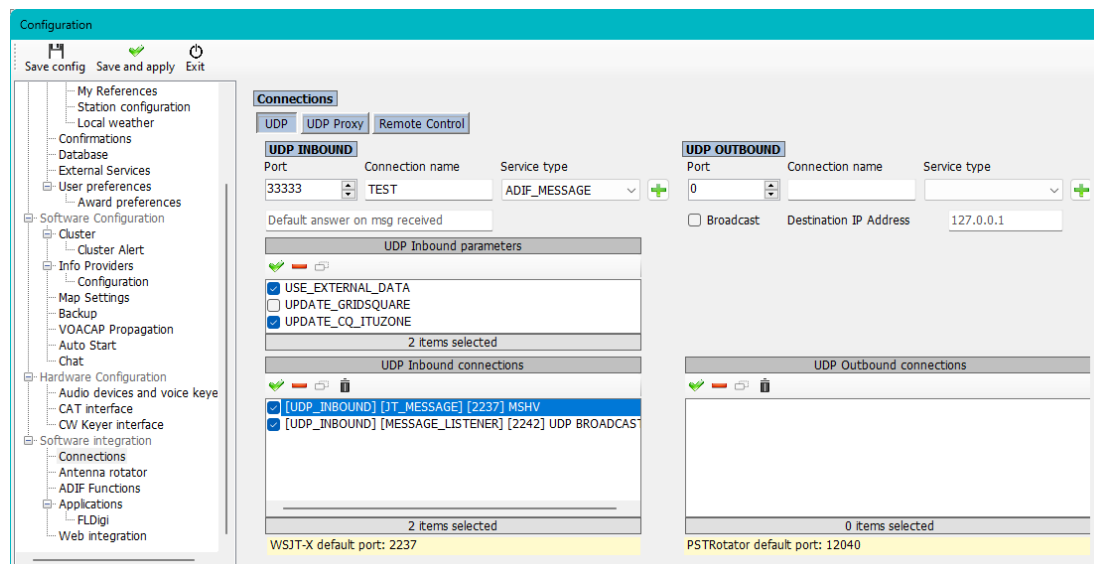 Configuration
Save config Save and apply Exit
My References
Station configuration
Local weather
Confirmations
Database
External Services
User preferences
Award preferences
Software Configuration
Cluster
Cluster Alert
Info Providers
Configuration
Map Settings
Backup
VOACAP Propagation
Auto Start
Chat
Hardware Configuration
Audio devices and voice keye
CAT interface
CW Keyer interface
Software integration
Connections
Antenna rotator
ADIF Functions
Applications
FLDigi
Web integration
Connections
UDP UDP Proxy Remote Control
UDP INBOUND
Port Connection name Service type
33333 TEST ADIF_MESSAGE
Default answer on msg received
UDP Inbound parameters
USE_EXTERNAL_DATA
UPDATE_GRIDSQUARE
UPDATE_CQ_ITUZONE
2 items selected
UDP Inbound connections
[UDP_INBOUND] [JT_MESSAGE] [2237] MSHV
[UDP_INBOUND] [MESSAGE_LISTENER] [2242] UDP BROADCAST
2 items selected
WSJT-X default port: 2237
UDP OUTBOUND
Port Connection name Service type
0
Broadcast Destination IP Address 127.0.0.1
UDP Outbound connections
0 items selected
PSTRotator default port: 12040